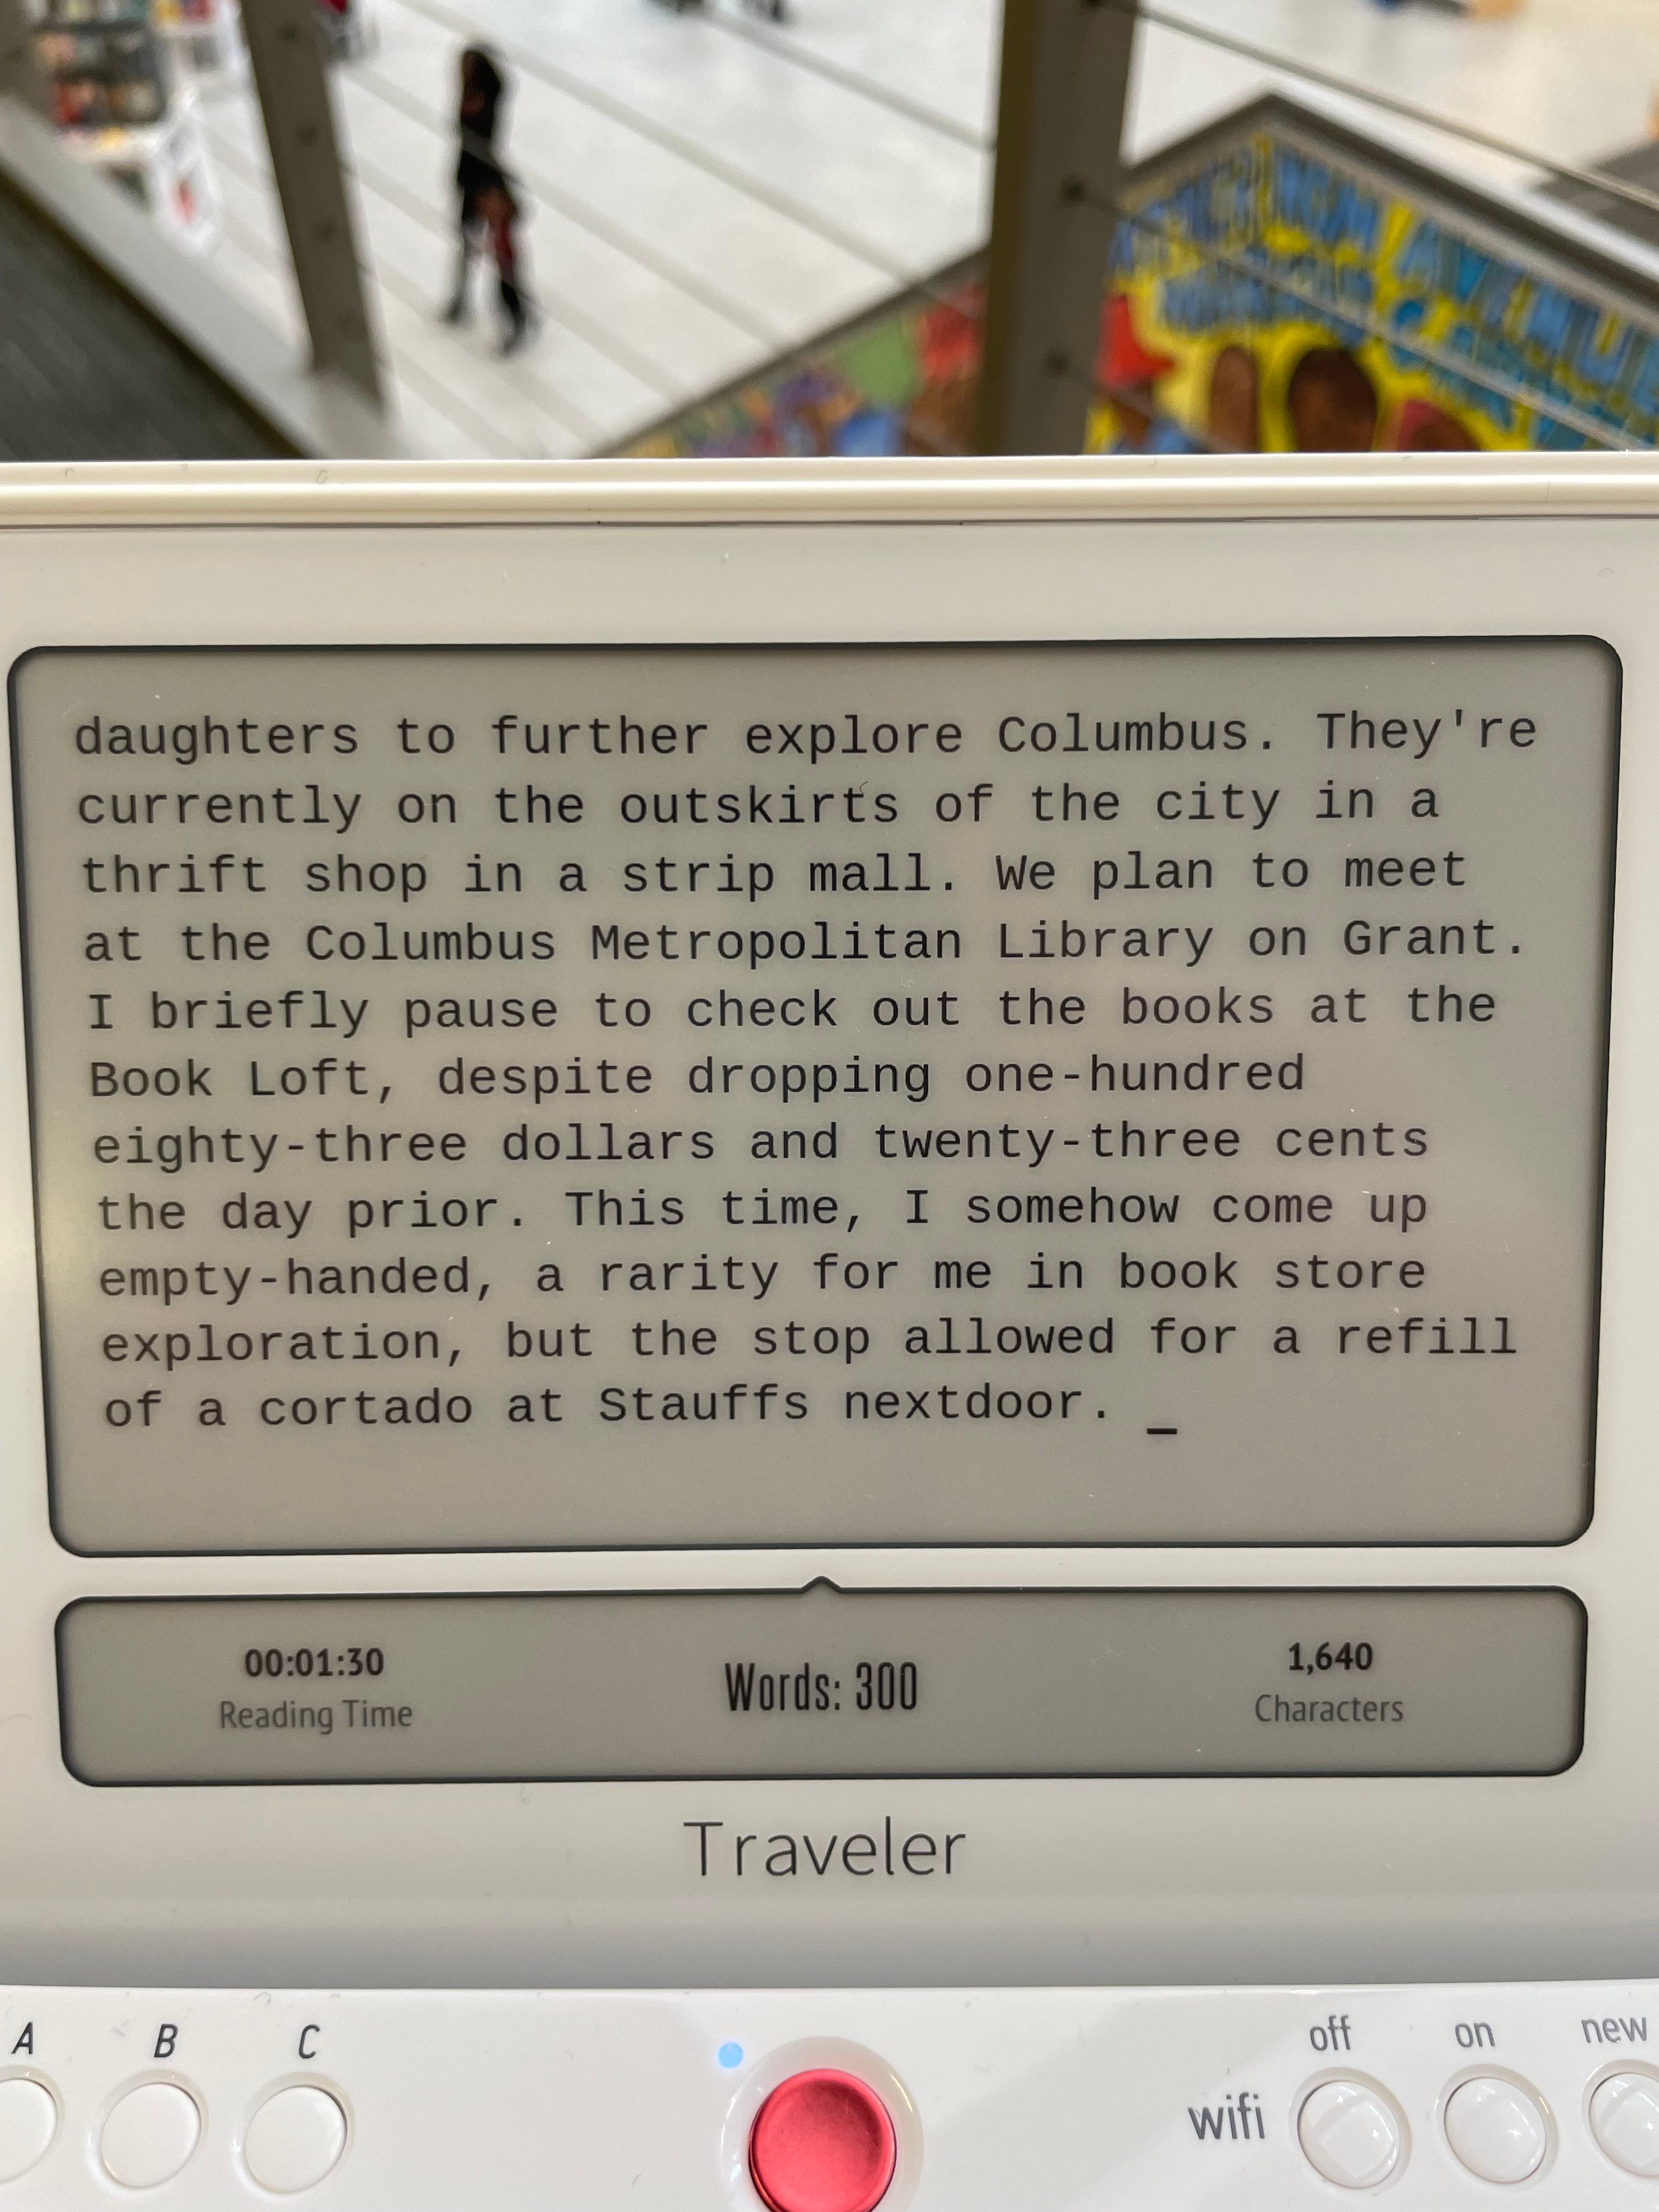 daughters to further explore Columbus. They're
currently on the outskirts of the city in a
thrift shop in a strip mall. We plan to meet
at the Columbus Metropolitan Library on Grant.
I briefly pause to check out the books at the
Book Loft, despite dropping one-hundred
eighty-three dollars and twenty-three cents
the day prior. This time, I somehow come up
empty-handed, a rarity for me in book store
exploration, but the stop allowed for a refill
of a cortado at Stauffs nextdoor. _
00:01:30
Reading Time
Words: 300
1,640
Characters
Traveler
A B C
off on new
wifi